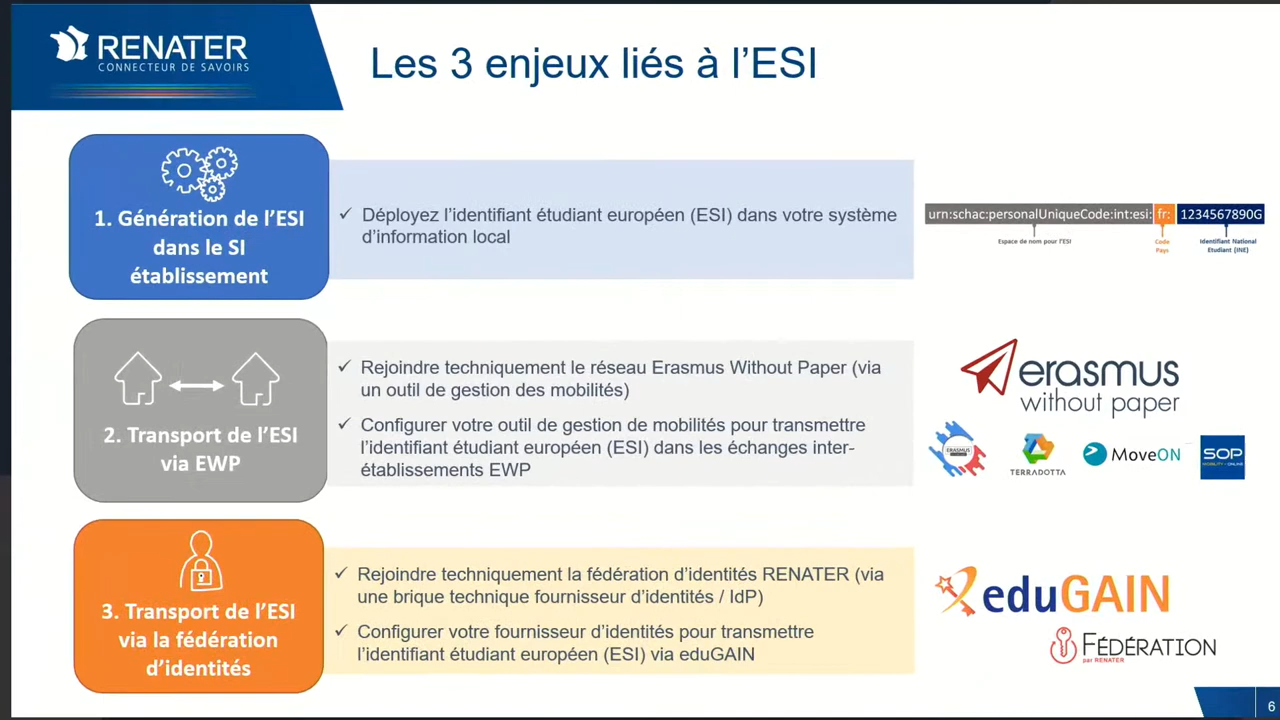 RENATER
CONNECTEUR DE SAVOIRS
Les 3 enjeux liés à l'ESI
1. Génération de l'ESI
dans le SI
établissement
✓ Déployez l'identifiant étudiant européen (ESI) dans votre système
d'information local
urn:schac:personalUniqueCode:int:esi: fr: 1234567890G
Espace de nom pour l'ESI
Code
Pays
Identifiant National
Etudiant (INE)
2. Transport de l'ESI
via EWP
✓ Rejoindre techniquement le réseau Erasmus Without Paper (via
un outil de gestion des mobilités)
✓ Configurer votre outil de gestion de mobilités pour transmettre
l'identifiant étudiant européen (ESI) dans les échanges inter-
établissements EWP
erasmus
without paper
ERASMUS
TERRADOTTA
MoveON
SOP
MOBILITY-ONLINE
3. Transport de l'ESI
via la fédération
d'identités
✓ Rejoindre techniquement la fédération d'identités RENATER (via
une brique technique fournisseur d'identités / IdP)
✓ Configurer votre fournisseur d'identités pour transmettre
l'identifiant étudiant européen (ESI) via eduGAIN
eduGAIN
FÉDÉRATION
par RENATER
6